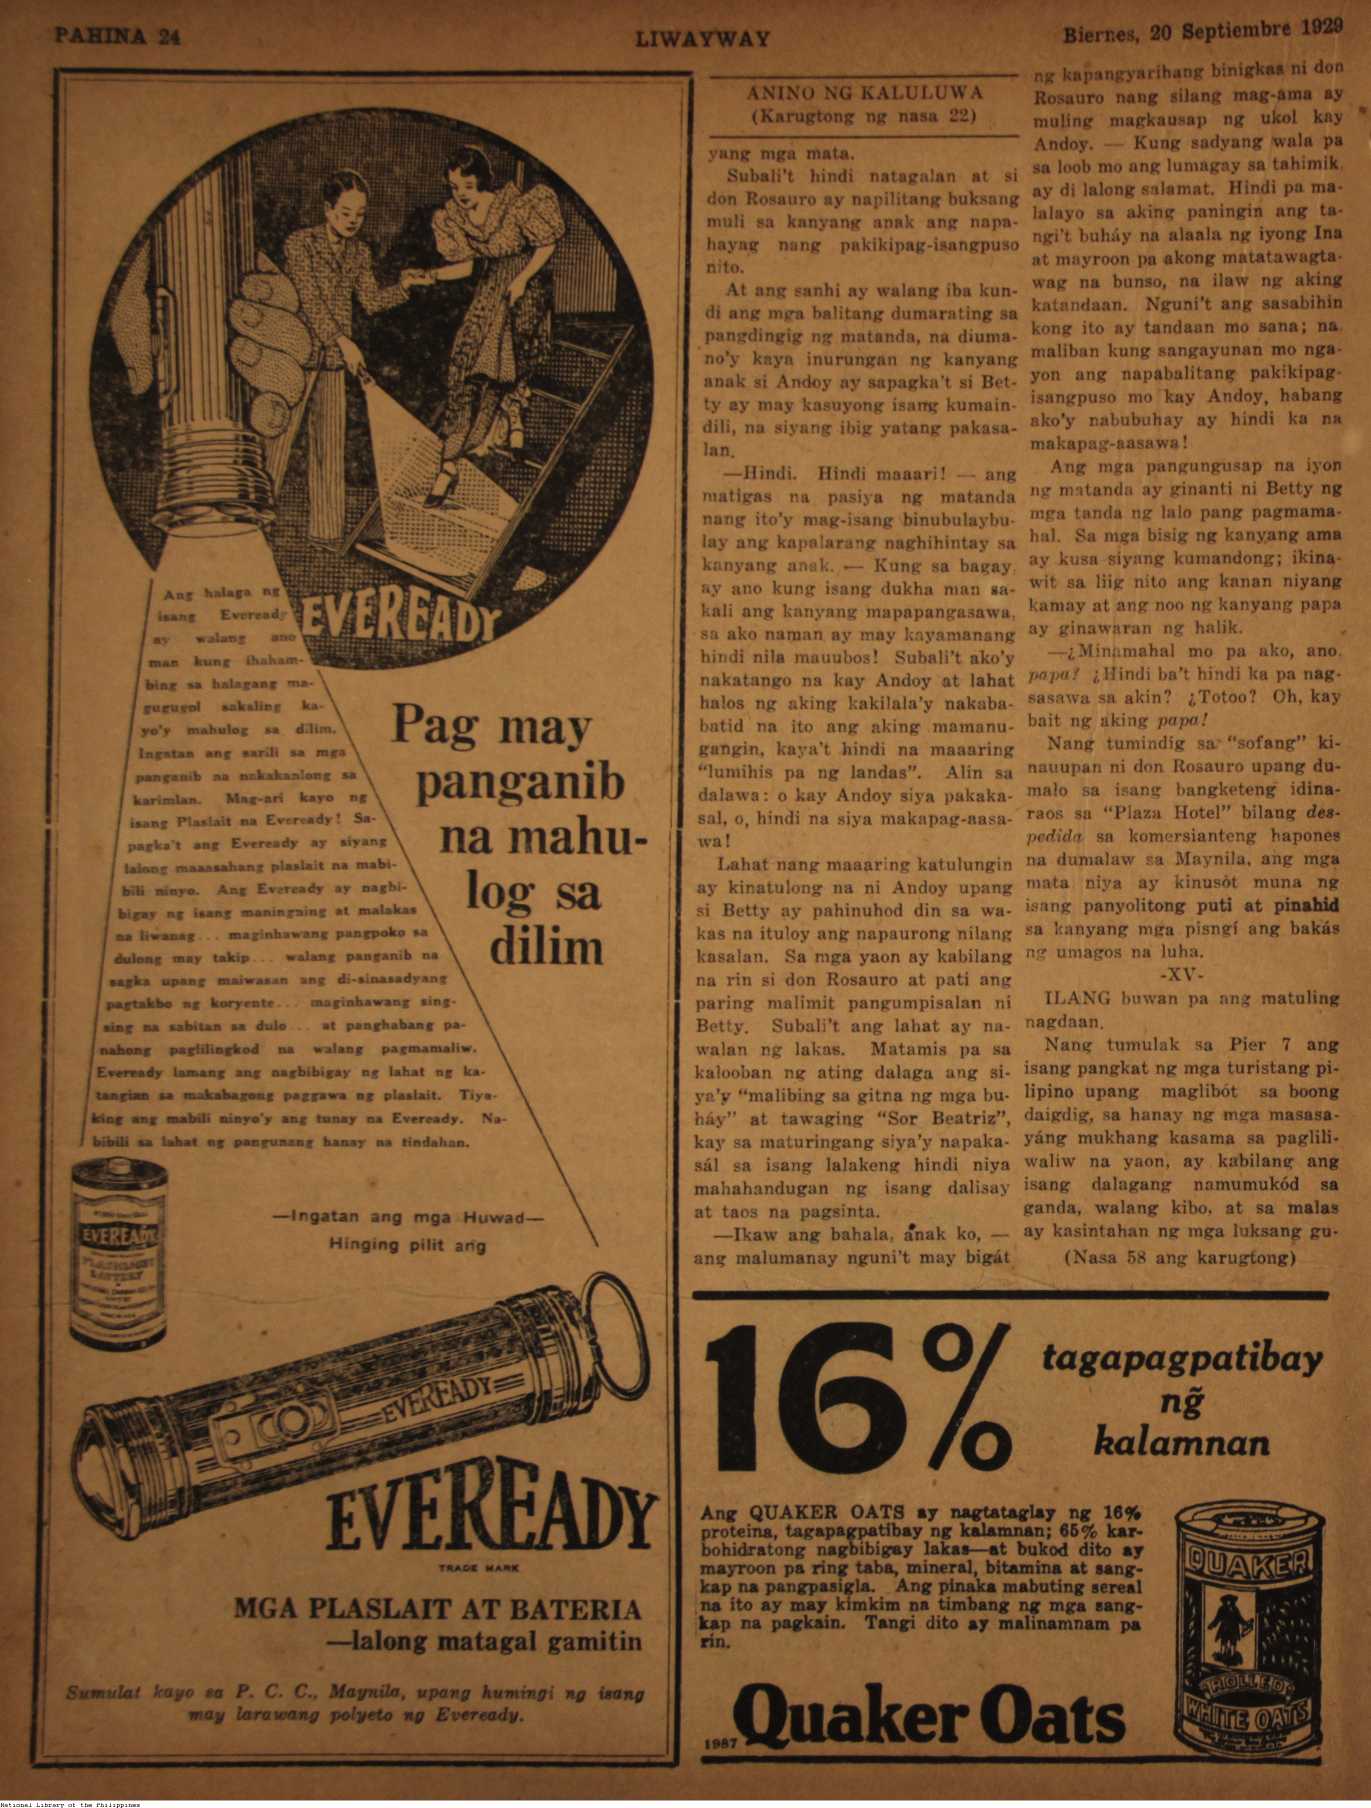 PAHINA 24
LIWAYWAY
Biernes, 20 Septiembre 1929
EVEREADY
Ang halaga ng
isang Eveready
ay walang ano
man kung ihaham-
bing sa halagang ma-
gugugol sakaling ka-
yo'y mahulog sa dilim.
Ingatan ang sarili sa mga
panganib na nakakanlong sa
karimlan. Mag-ari kayo ng
isang Plaslait na Eveready! Sa-
pagka't ang Eveready ay siyang
lalong maaasahang plaslait na mabi-
bili ninyo. Ang Eveready ay nagbi-
bigay ng isang maningning at malakas
na liwanag... maginhawang pangpoko sa
dulong may takip... walang panganib na
sagka upang maiwasan ang di-sinasadyang
pagtakbo ng koryente... maginhawang sing-
sing na sabitan sa dulo... at panghabang pa-
nahong paglilingkod na walang pagmamaliw.
Eveready lamang ang nagbibigay ng lahat ng ka-
tangian sa makabagong paggawa ng plaslait. Tiya-
king ang mabili ninyo'y ang tunay na Eveready. Na-
bibili sa lahat ng pangunang hanay na tindahan.
Pag may
panganib
na mahu-
log sa
dilim
EVEREADY
FLASHLIGHT
BATTERY
—Ingatan ang mga Huwad—
Hinging pilit ang
EVEREADY
EVEREADY
TRADE MARK
MGA PLASLAIT AT BATERIA
—lalong matagal gamitin
Sumulat kayo sa P. C. C., Maynila, upang humingi ng isang
may larawang polyeto ng Eveready.
ANINO NG KALULUWA
(Karugtong ng nasa 22)
yang mga mata.
Subali't hindi natagalan at si
don Rosauro ay napilitang buksang
muli sa kanyang anak ang napa-
hayag nang pakikipag-isangpuso
nito.
At ang sanhi ay walang iba kun-
di ang mga balitang dumarating sa
pangdingig ng matanda, na diuma-
no'y kaya inurungan ng kanyang
anak si Andoy ay sapagka't si Bet-
ty ay may kasuyong isang kumain-
dili, na siyang ibig yatang pakasa-
lan.
—Hindi. Hindi maaari! — ang
matigas na pasiya ng matanda
nang ito'y mag-isang binubulaybu-
lay ang kapalarang naghihintay sa
kanyang anak. — Kung sa bagay,
ay ano kung isang dukha man sa-
kali ang kanyang mapapangasawa,
sa ako naman ay may kayamanang
hindi nila mauubos! Subali't ako'y
nakatango na kay Andoy at lahat
halos ng aking kakilala'y nakaba-
batid na ito ang aking mamanu-
gangin, kaya't hindi na maaaring
“lumihis pa ng landas”. Alin sa
dalawa: o kay Andoy siya pakaka-
sal, o, hindi na siya makapag-aasa-
wa!
Lahat nang maaaring katulungin
ay kinatulong na ni Andoy upang
si Betty ay pahinuhod din sa wa-
kas na ituloy ang napaurong nilang
kasalan. Sa mga yaon ay kabilang
na rin si don Rosauro at pati ang
paring malimit pangumpisalan ni
Betty. Subali't ang lahat ay na-
walan ng lakas. Matamis pa sa
kalooban ng ating dalaga ang si-
ya'y “malibing sa gitna ng mga bu-
háy” at tawaging “Sor Beatriz”,
kay sa maturingang siya'y napaka-
sál sa isang lalakeng hindi niya
mahahandugan ng isang dalisay
at taos na pagsinta.
—Ikaw ang bahala, anak ko, —
ang malumanay nguni't may bigát
ng kapangyarihang binigkas ni don
Rosauro nang silang mag-ama ay
muling magkausap ng ukol kay
Andoy. — Kung sadyang wala pa
sa loob mo ang lumagay sa tahimik,
ay di lalong salamat. Hindi pa ma-
lalayo sa aking paningin ang ta-
ngi't buháy na alaala ng iyong Ina
at mayroon pa akong matatawagta-
wag na bunso, na ilaw ng aking
katandaan. Nguni't ang sasabihin
kong ito ay tandaan mo sana; na,
maliban kung sangayunan mo nga-
yon ang napabalitang pakikipag-
isangpuso mo kay Andoy, habang
ako'y nabubuhay ay hindi ka na
makapag-aasawa!
Ang mga pangungusap na iyon
ng matanda ay ginanti ni Betty ng
mga tanda ng lalo pang pagmama-
hal. Sa mga bisig ng kanyang ama
ay kusa siyang kumandong; ikina-
wit sa liig nito ang kanan niyang
kamay at ang noo ng kanyang papa
ay ginawaran ng halik.
—¿Minamahal mo pa ako, ano,
papa? ¿Hindi ba't hindi ka pa nag-
sasawa sa akin? ¿Totoo? Oh, kay
bait ng aking papa!
Nang tumindig sa “sofang” ki-
nauupan ni don Rosauro upang du-
malo sa isang bangketeng idina-
raos sa “Plaza Hotel” bilang des-
pedida sa komersianteng hapones
na dumalaw sa Maynila, ang mga
mata niya ay kinusót muna ng
isang panyolitong puti at pinahid
sa kanyang mga pisngí ang bakás
ng umagos na luha.
-XV-
ILANG buwan pa ang matuling
nagdaan.
Nang tumulak sa Pier 7 ang
isang pangkat ng mga turistang pi-
lipino upang maglibót sa boong
daigdig, sa hanay ng mga masasa-
yáng mukhang kasama sa paglili-
waliw na yaon, ay kabilang ang
isang dalagang namumukód sa
ganda, walang kibo, at sa malas
ay kasintahan ng mga luksang gu-
(Nasa 58 ang karugtong)
16% tagapagpatibay
ng̃
kalamnan
Ang QUAKER OATS ay nagtataglay ng 16%
proteina, tagapagpatibay ng kalamnan; 65% kar-
bohidratong nagbibigay lakas—at bukod dito ay
mayroon pa ring taba, mineral, bitamina at sang-
kap na pangpasigla. Ang pinaka mabuting sereal
na ito ay may kimkim na timbang ng mga sang-
kap na pagkain. Tangi dito ay malinamnam pa
rin.
QUAKER
ROLLED
WHITE OATS
1987 Quaker Oats
National Library of the Philippines